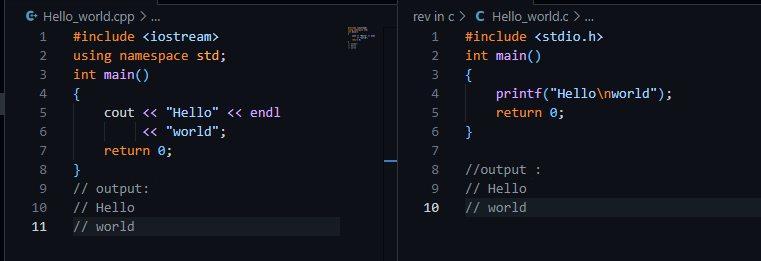 Hello_world.cpp > ...
1 #include <iostream>
2 using namespace std;
3 int main()
4 {
5     cout << "Hello" << endl
6          << "world";
7     return 0;
8 }
9 // output:
10 // Hello
11 // world
rev in c > C Hello_world.c > ...
1 #include <stdio.h>
2 int main()
3 {
4     printf("Hello\nworld");
5     return 0;
6 }
7
8 //output :
9 // Hello
10 // world